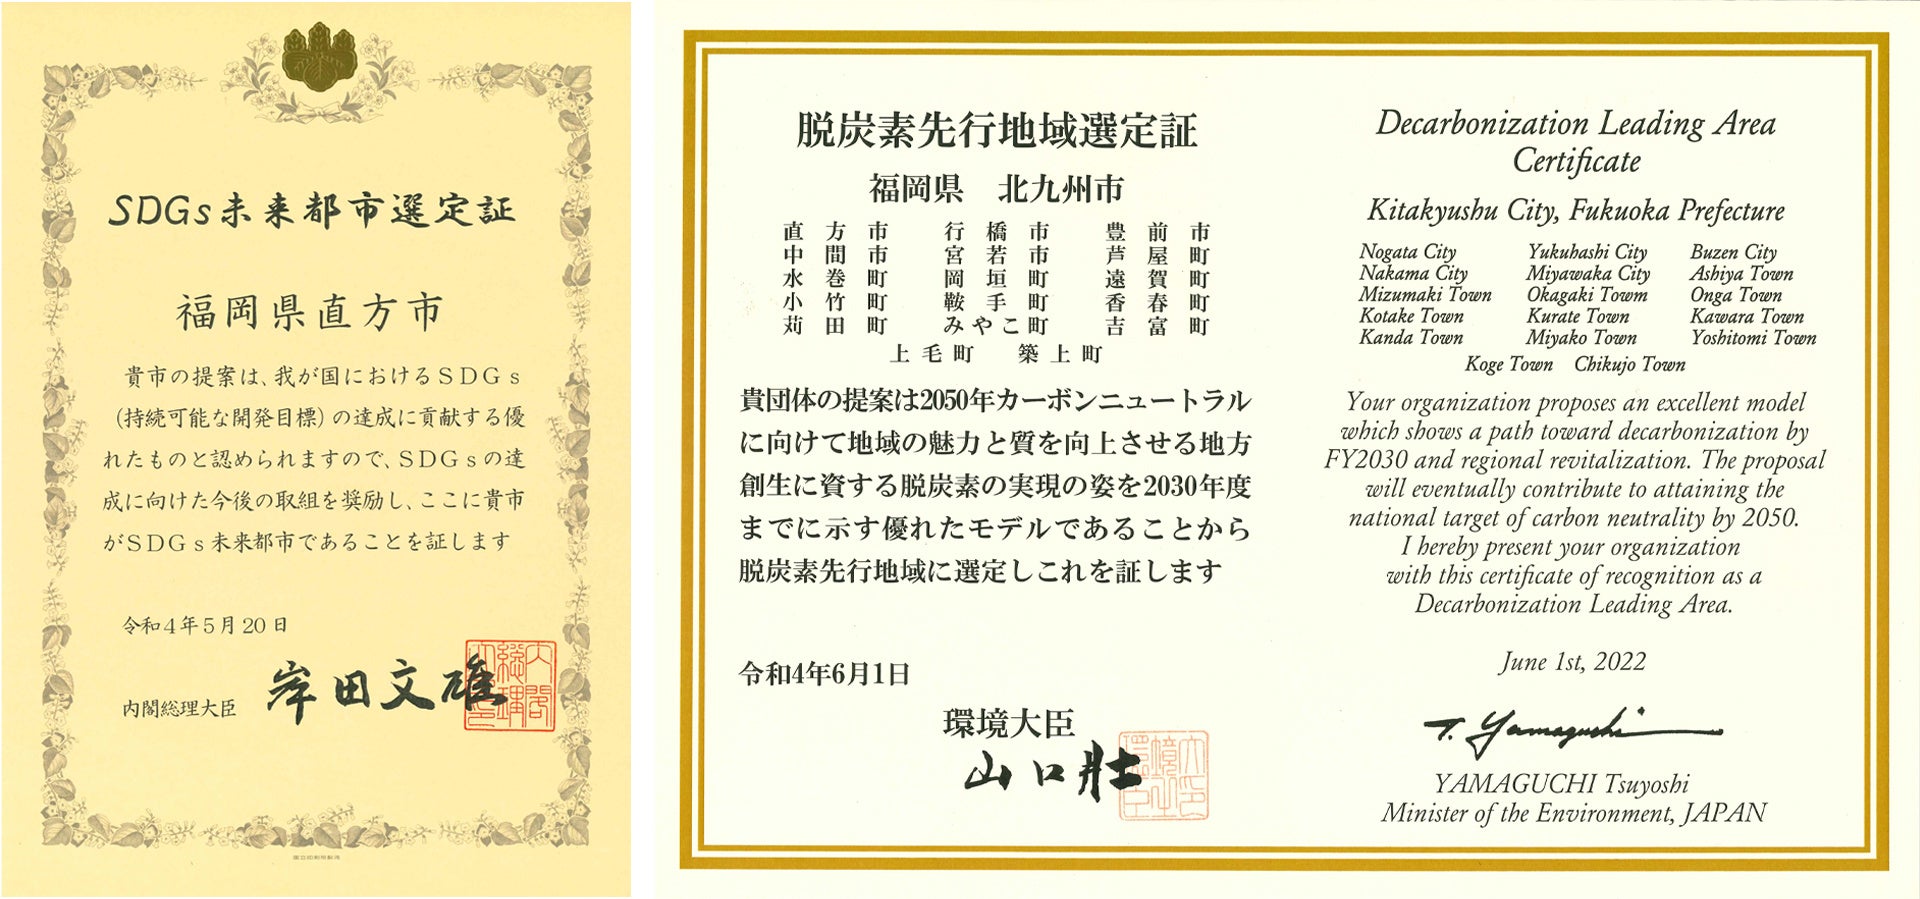 SDGs未来都市選定証
福岡県直方市
貴市の提案は、我が国におけるSDGs
(持続可能な開発目標)の達成に貢献する優
れたものと認められますので、SDGsの達
成に向けた今後の取組を奨励し、ここに貴市
がSDGs未来都市であることを証します
令和4年5月20日
内閣総理大臣 岸田文雄
国立印刷局製造
脱炭素先行地域選定証
福岡県 北九州市
直方市 行橋市 豊前市
中間市 宮若市 芦屋町
水巻町 岡垣町 遠賀町
小竹町 鞍手町 香春町
苅田町 みやこ町 吉富町
上毛町 築上町
貴団体の提案は2050年カーボンニュートラル
に向けて地域の魅力と質を向上させる地方
創生に資する脱炭素の実現の姿を2030年度
までに示す優れたモデルであることから
脱炭素先行地域に選定しこれを証します
令和4年6月1日
環境大臣
山口壯
Decarbonization Leading Area
Certificate
Kitakyushu City, Fukuoka Prefecture
Nogata City Yukuhashi City Buzen City
Nakama City Miyawaka City Ashiya Town
Mizumaki Town Okagaki Towm Onga Town
Kotake Town Kurate Town Kawara Town
Kanda Town Miyako Town Yoshitomi Town
Koge Town Chikujo Town
Your organization proposes an excellent model
which shows a path toward decarbonization by
FY2030 and regional revitalization. The proposal
will eventually contribute to attaining the
national target of carbon neutrality by 2050.
I hereby present your organization
with this certificate of recognition as a
Decarbonization Leading Area.
June 1st, 2022
T. Yamaguchi
YAMAGUCHI Tsuyoshi
Minister of the Environment, JAPAN